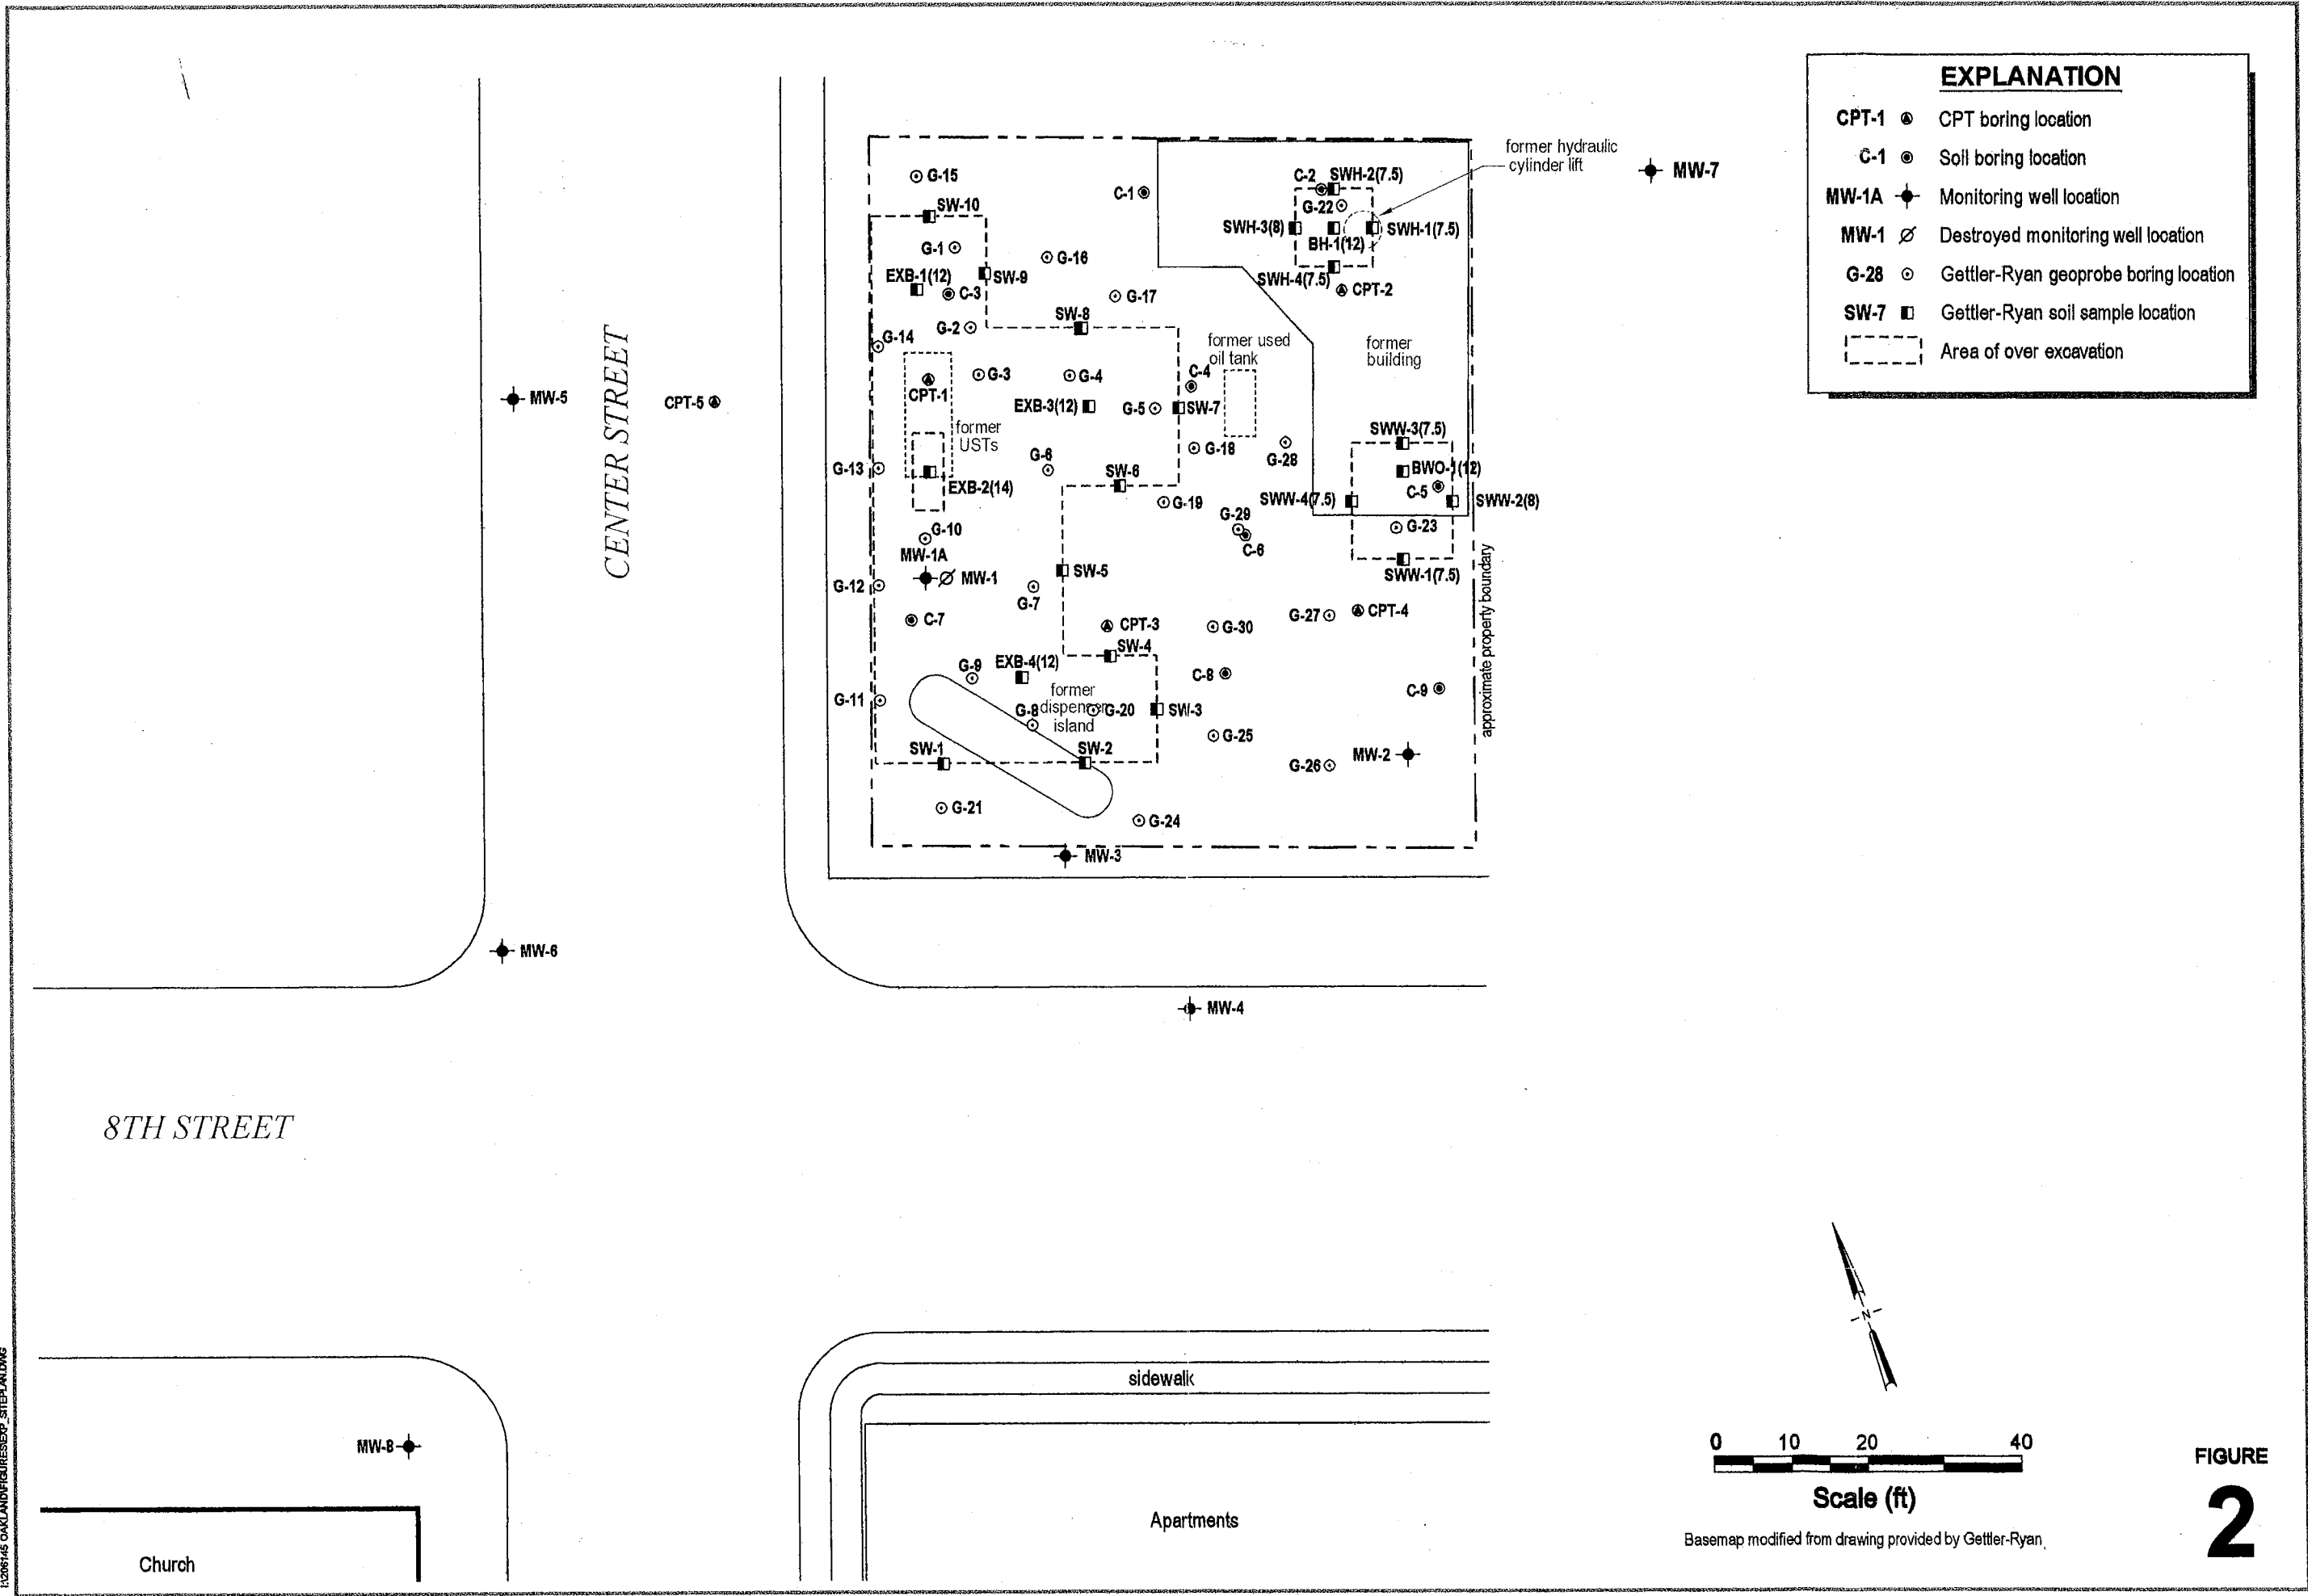 EXPLANATION
CPT-1 CPT boring location
C-1 Soil boring location
MW-1A Monitoring well location
MW-1 Destroyed monitoring well location
G-28 Gettler-Ryan geoprobe boring location
SW-7 Gettler-Ryan soil sample location
Area of over excavation
former hydraulic
cylinder lift
MW-7
G-15
C-1
C-2 SWH-2(7.5)
SW-10
G-22
SWH-3(8)
SWH-1(7.5)
BH-1(12)
G-1
G-16
EXB-1(12)
SW-9
SWH-4(7.5)
CPT-2
C-3
G-17
SW-8
G-2
G-14
former used
oil tank
former
building
G-3
G-4
C-4
CPT-1
MW-5
CENTER STREET
CPT-5
EXB-3(12)
G-5
SW-7
former
USTs
SWW-3(7.5)
G-18
G-28
G-6
G-13
SW-6
BWO-1(12)
EXB-2(14)
C-5
SWW-4(7.5)
SWW-2(8)
G-19
G-29
G-10
G-23
C-6
MW-1A
MW-1
SW-5
SWW-1(7.5)
G-12
G-7
approximate property boundary
C-7
CPT-3
G-30
G-27
CPT-4
SW-4
G-9
EXB-4(12)
C-8
C-9
former
dispenser
island
G-11
G-8
G-20
SW-3
G-25
SW-1
SW-2
MW-2
G-26
G-21
G-24
MW-3
MW-6
MW-4
8TH STREET
N
sidewalk
MW-8
Apartments
Church
0 10 20 40
Scale (ft)
Basemap modified from drawing provided by Gettler-Ryan
FIGURE
2
I:\206145 OAKLAND\FIGURES\EXP_SITEPLAN.DWG